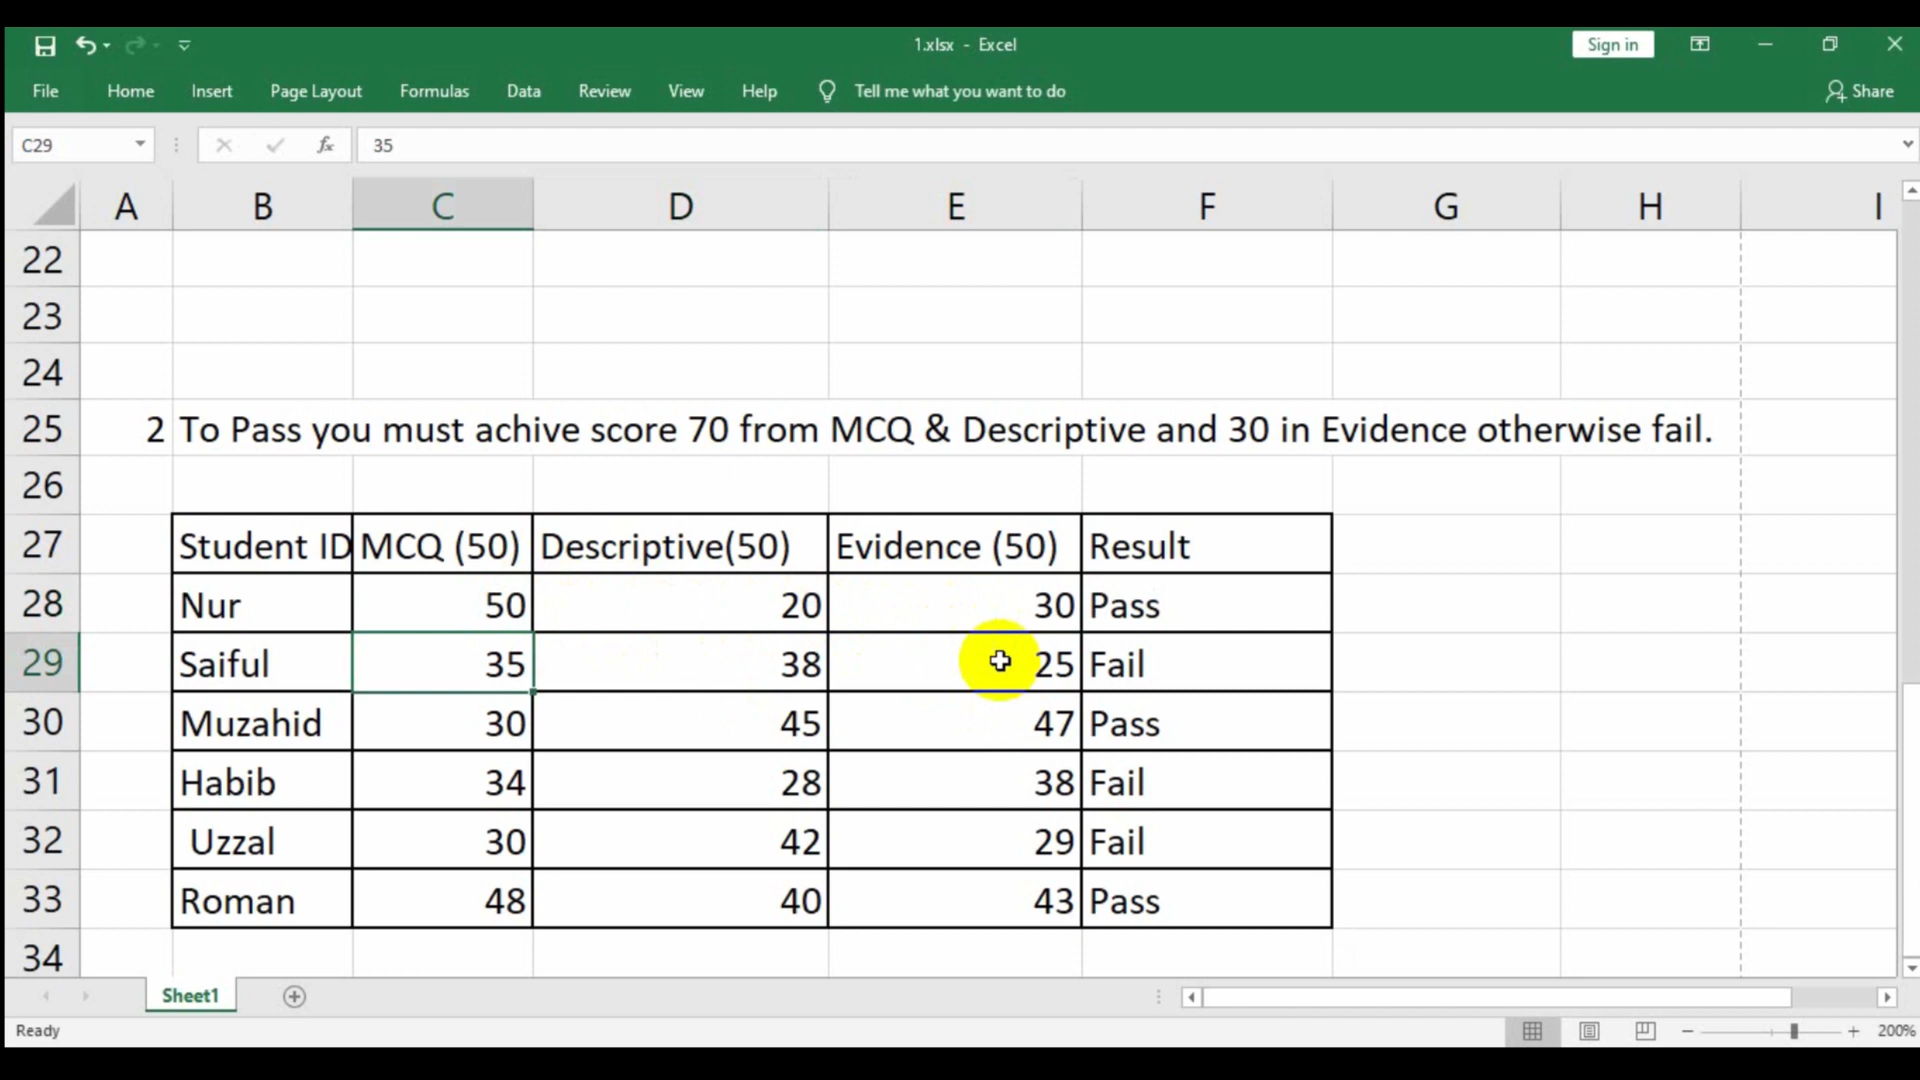 1.xlsx - Excel
Sign in
File Home Insert Page Layout Formulas Data Review View Help Tell me what you want to do Share
C29 fx 35
A B C D E F G H I
22
23
24
25 2 To Pass you must achive score 70 from MCQ & Descriptive and 30 in Evidence otherwise fail.
26
27 Student ID MCQ (50) Descriptive(50) Evidence (50) Result
28 Nur 50 20 30 Pass
29 Saiful 35 38 25 Fail
30 Muzahid 30 45 47 Pass
31 Habib 34 28 38 Fail
32 Uzzal 30 42 29 Fail
33 Roman 48 40 43 Pass
34
Sheet1
Ready 200%